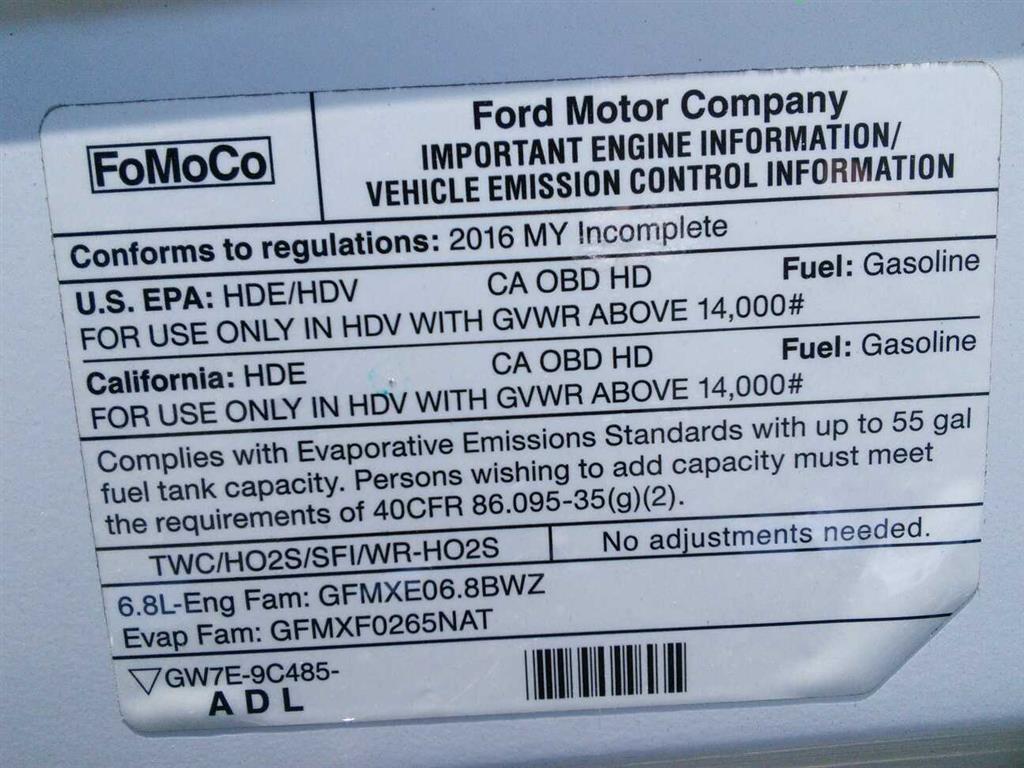 FoMoCo
Ford Motor Company
IMPORTANT ENGINE INFORMATION/
VEHICLE EMISSION CONTROL INFORMATION
Conforms to regulations: 2016 MY Incomplete
U.S. EPA: HDE/HDV CA OBD HD Fuel: Gasoline
FOR USE ONLY IN HDV WITH GVWR ABOVE 14,000#
California: HDE CA OBD HD Fuel: Gasoline
FOR USE ONLY IN HDV WITH GVWR ABOVE 14,000#
Complies with Evaporative Emissions Standards with up to 55 gal
fuel tank capacity. Persons wishing to add capacity must meet
the requirements of 40CFR 86.095-35(g)(2).
TWC/HO2S/SFI/WR-HO2S No adjustments needed.
6.8L-Eng Fam: GFMXE06.8BWZ
Evap Fam: GFMXF0265NAT
▽GW7E-9C485-
ADL